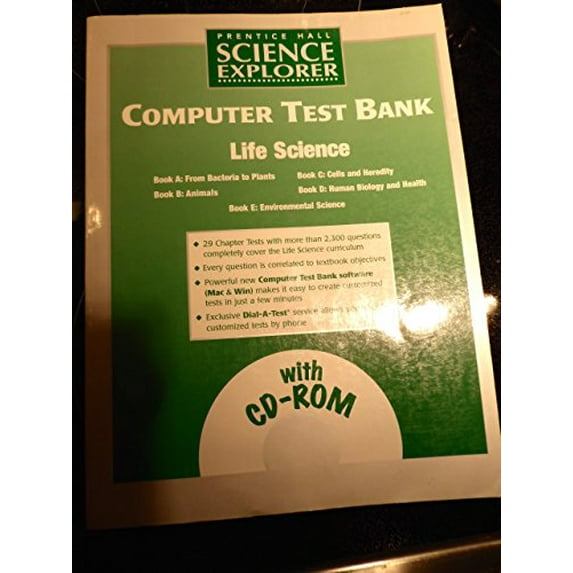 PRENTICE HALL
SCIENCE
EXPLORER
COMPUTER TEST BANK
Life Science
Book A: From Bacteria to Plants
Book C: Cells and Heredity
Book B: Animals
Book D: Human Biology and Health
Book E: Environmental Science
◆ 29 Chapter Tests with more than 2,300 questions
completely cover the Life Science curriculum
◆ Every question is correlated to textbook objectives
◆ Powerful new Computer Test Bank software
(Mac & Win) makes it easy to create customized
tests in just a few minutes
◆ Exclusive Dial-A-Test® service allows
customized tests by phone
with
CD-ROM